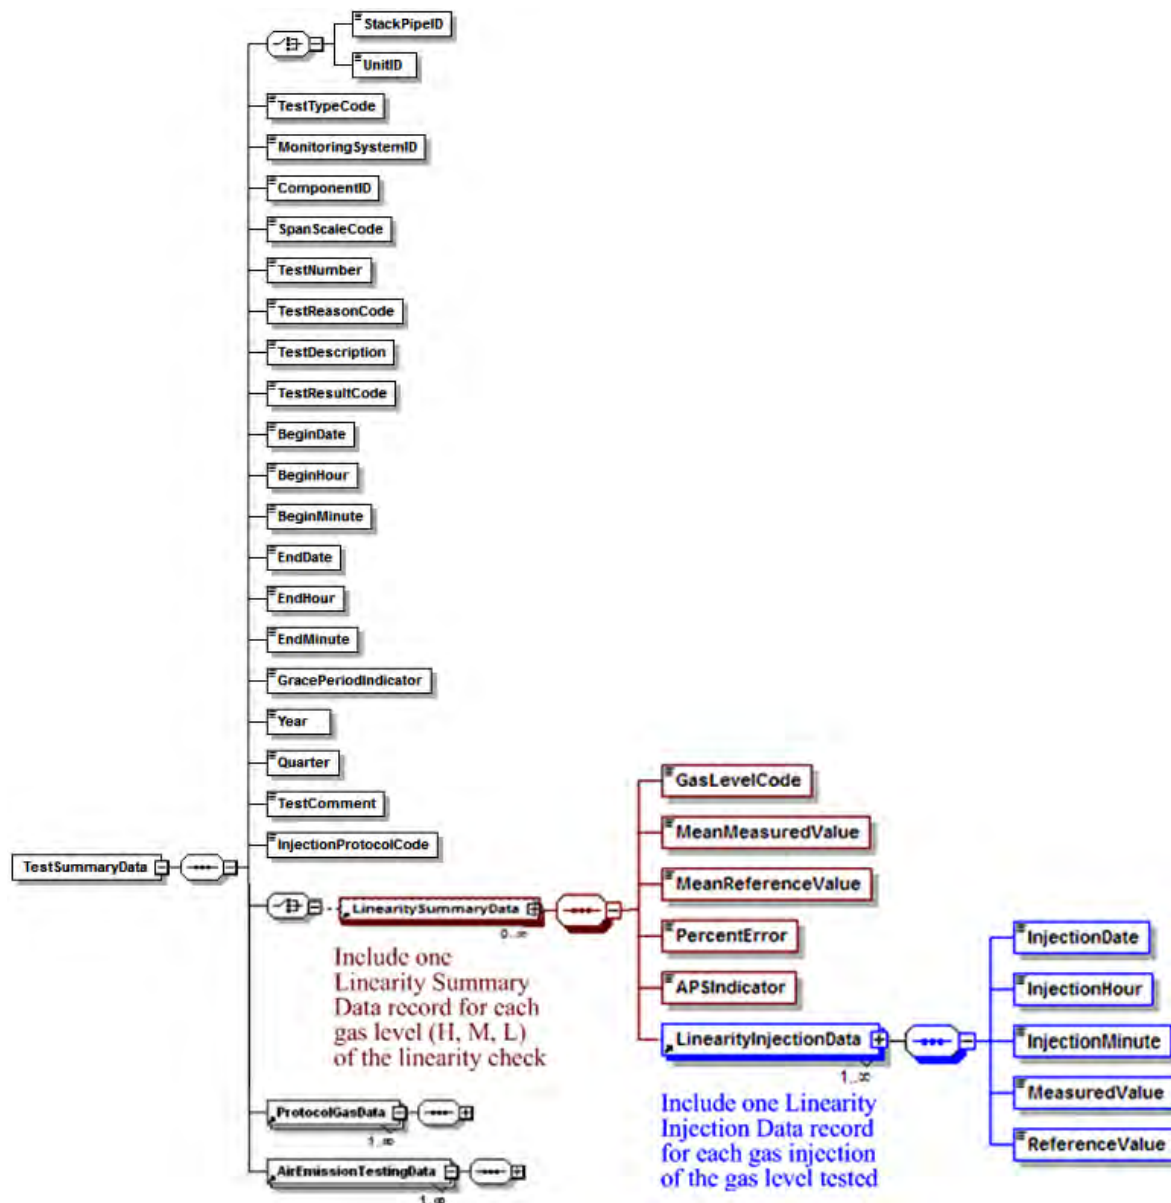 StackPipeID
UnitID
TestTypeCode
MonitoringSystemID
ComponentID
SpanScaleCode
TestNumber
TestReasonCode
TestDescription
TestResultCode
BeginDate
BeginHour
BeginMinute
EndDate
EndHour
EndMinute
GracePeriodIndicator
Year
Quarter
TestComment
InjectionProtocolCode
TestSummaryData
LinearitySummaryData
0..∞
Include one
Linearity Summary
Data record for each
gas level (H, M, L)
of the linearity check
GasLevelCode
MeanMeasuredValue
MeanReferenceValue
PercentError
APSIndicator
LinearityInjectionData
1..∞
Include one Linearity
Injection Data record
for each gas injection
of the gas level tested
InjectionDate
InjectionHour
InjectionMinute
MeasuredValue
ReferenceValue
ProtocolGasData
1..∞
AirEmissionTestingData
1..∞